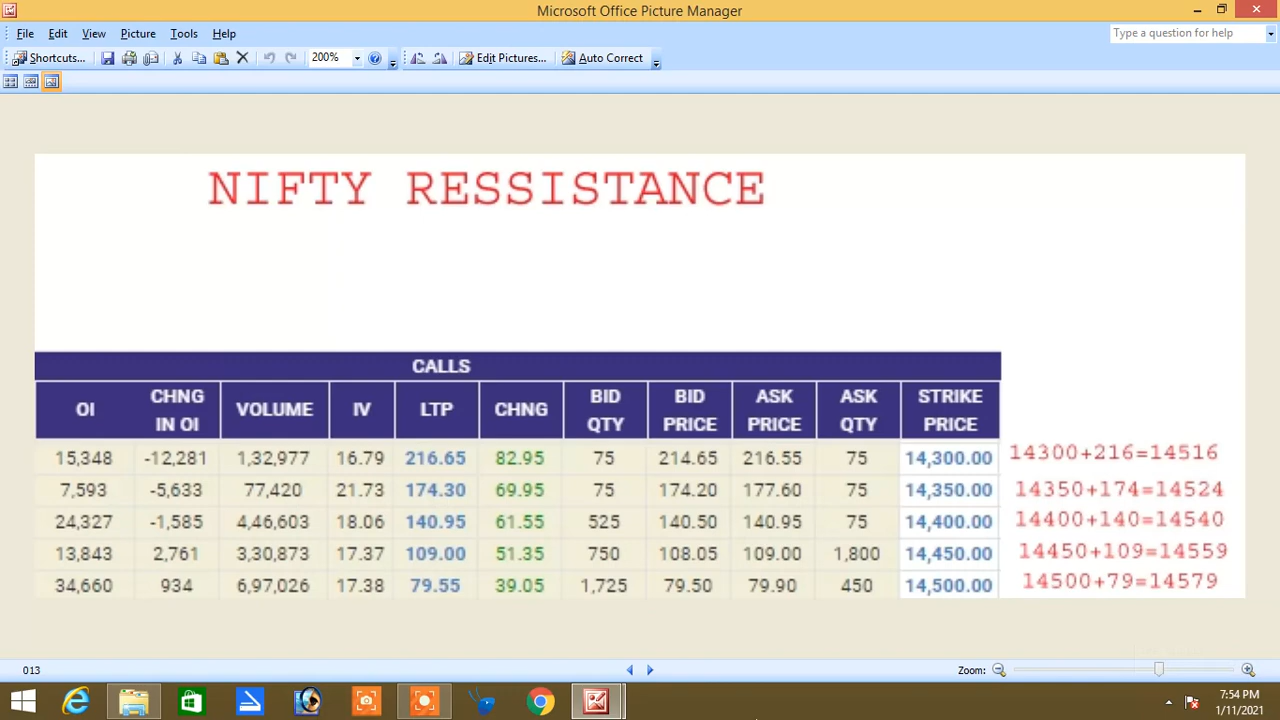 Microsoft Office Picture Manager
File Edit View Picture Tools Help
Type a question for help
Shortcuts... 200% Edit Pictures... Auto Correct
NIFTY RESSISTANCE
CALLS
OI CHNG IN OI VOLUME IV LTP CHNG BID QTY BID PRICE ASK PRICE ASK QTY STRIKE PRICE
15,348 -12,281 1,32,977 16.79 216.65 82.95 75 214.65 216.55 75 14,300.00 14300+216=14516
7,593 -5,633 77,420 21.73 174.30 69.95 75 174.20 177.60 75 14,350.00 14350+174=14524
24,327 -1,585 4,46,603 18.06 140.95 61.55 525 140.50 140.95 75 14,400.00 14400+140=14540
13,843 2,761 3,30,873 17.37 109.00 51.35 750 108.05 109.00 1,800 14,450.00 14450+109=14559
34,660 934 6,97,026 17.38 79.55 39.05 1,725 79.50 79.90 450 14,500.00 14500+79=14579
013 Zoom:
7:54 PM
1/11/2021